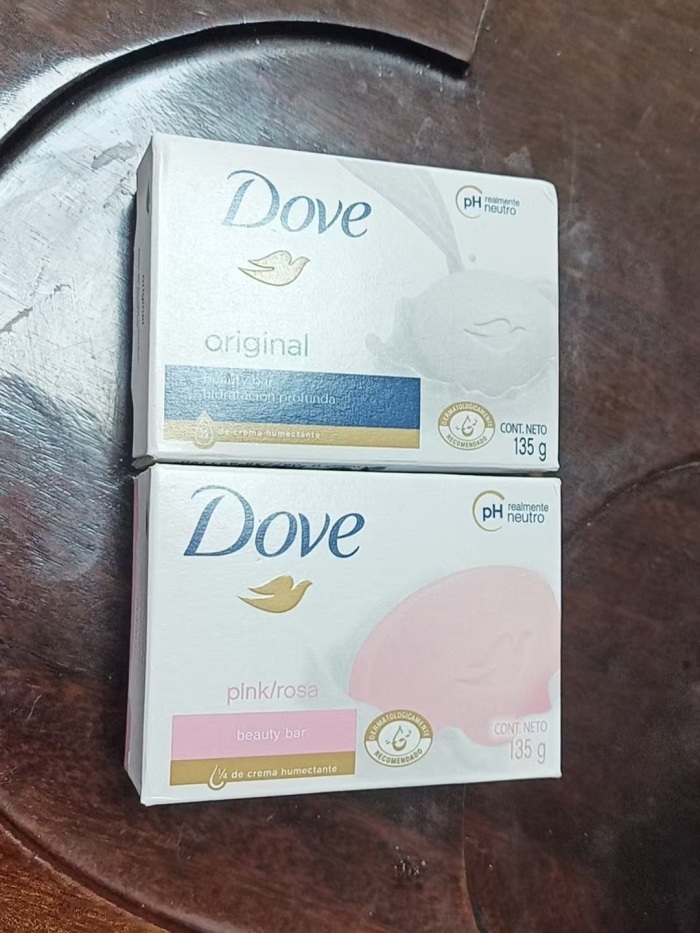 Dove
pH realmente
neutro
original
beauty bar
hidratación profunda
1/4 de crema humectante
DERMATOLOGICAMENTE
RECOMENDADO
CONT. NETO
135 g
Dove
pH realmente
neutro
pink/rosa
beauty bar
1/4 de crema humectante
DERMATOLOGICAMENTE
RECOMENDADO
CONT. NETO
135 g